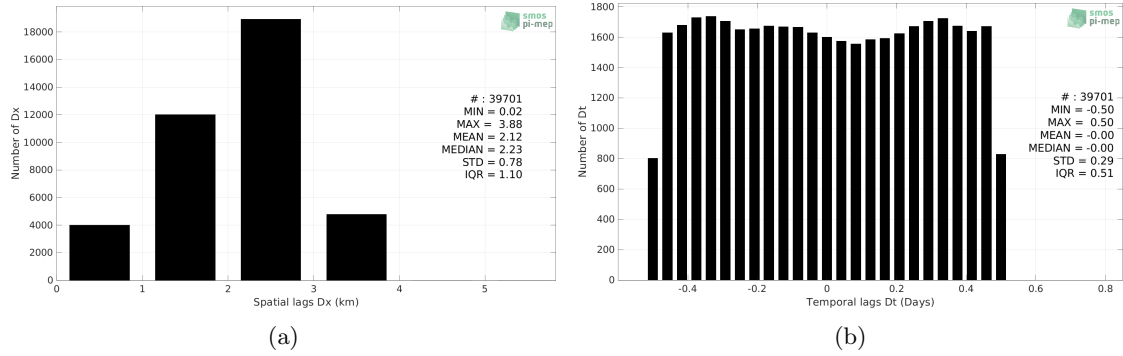 smos
pi-mep
18000
16000
14000
12000
10000
8000
6000
4000
2000
0
Number of Dx
# : 39701
MIN = 0.02
MAX = 3.88
MEAN = 2.12
MEDIAN = 2.23
STD = 0.78
IQR = 1.10
0 1 2 3 4 5
Spatial lags Dx (km)
(a)
smos
pi-mep
1800
1600
1400
1200
1000
800
600
400
200
0
Number of Dt
# : 39701
MIN = -0.50
MAX = 0.50
MEAN = -0.00
MEDIAN = -0.00
STD = 0.29
IQR = 0.51
-0.4 -0.2 0 0.2 0.4 0.6 0.8
Temporal lags Dt (Days)
(b)